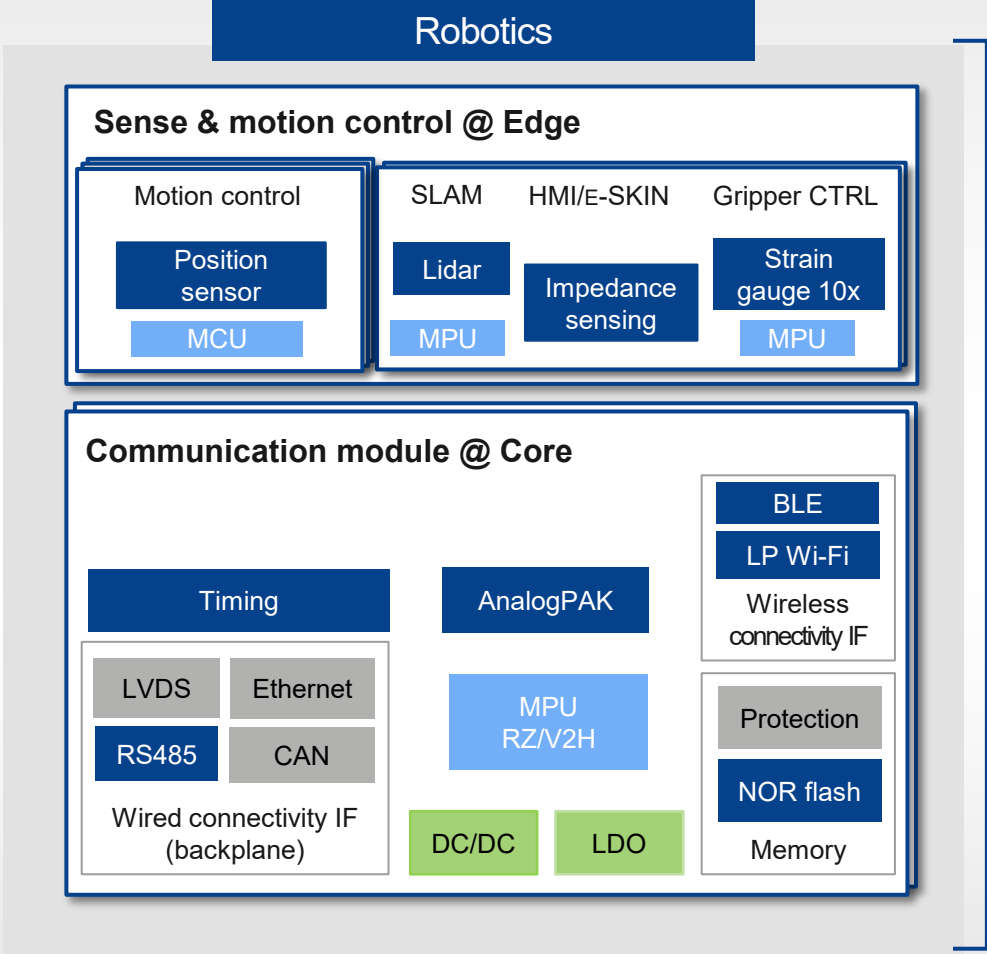 Robotics
Sense & motion control @ Edge
Motion control
Position
sensor
MCU
SLAM
Lidar
MPU
HMI/E-SKIN
Impedance
sensing
Gripper CTRL
Strain
gauge 10x
MPU
Communication module @ Core
Timing
LVDS
Ethernet
RS485
CAN
Wired connectivity IF
(backplane)
AnalogPAK
MPU
RZ/V2H
DC/DC
LDO
BLE
LP Wi-Fi
Wireless
connectivity IF
Protection
NOR flash
Memory